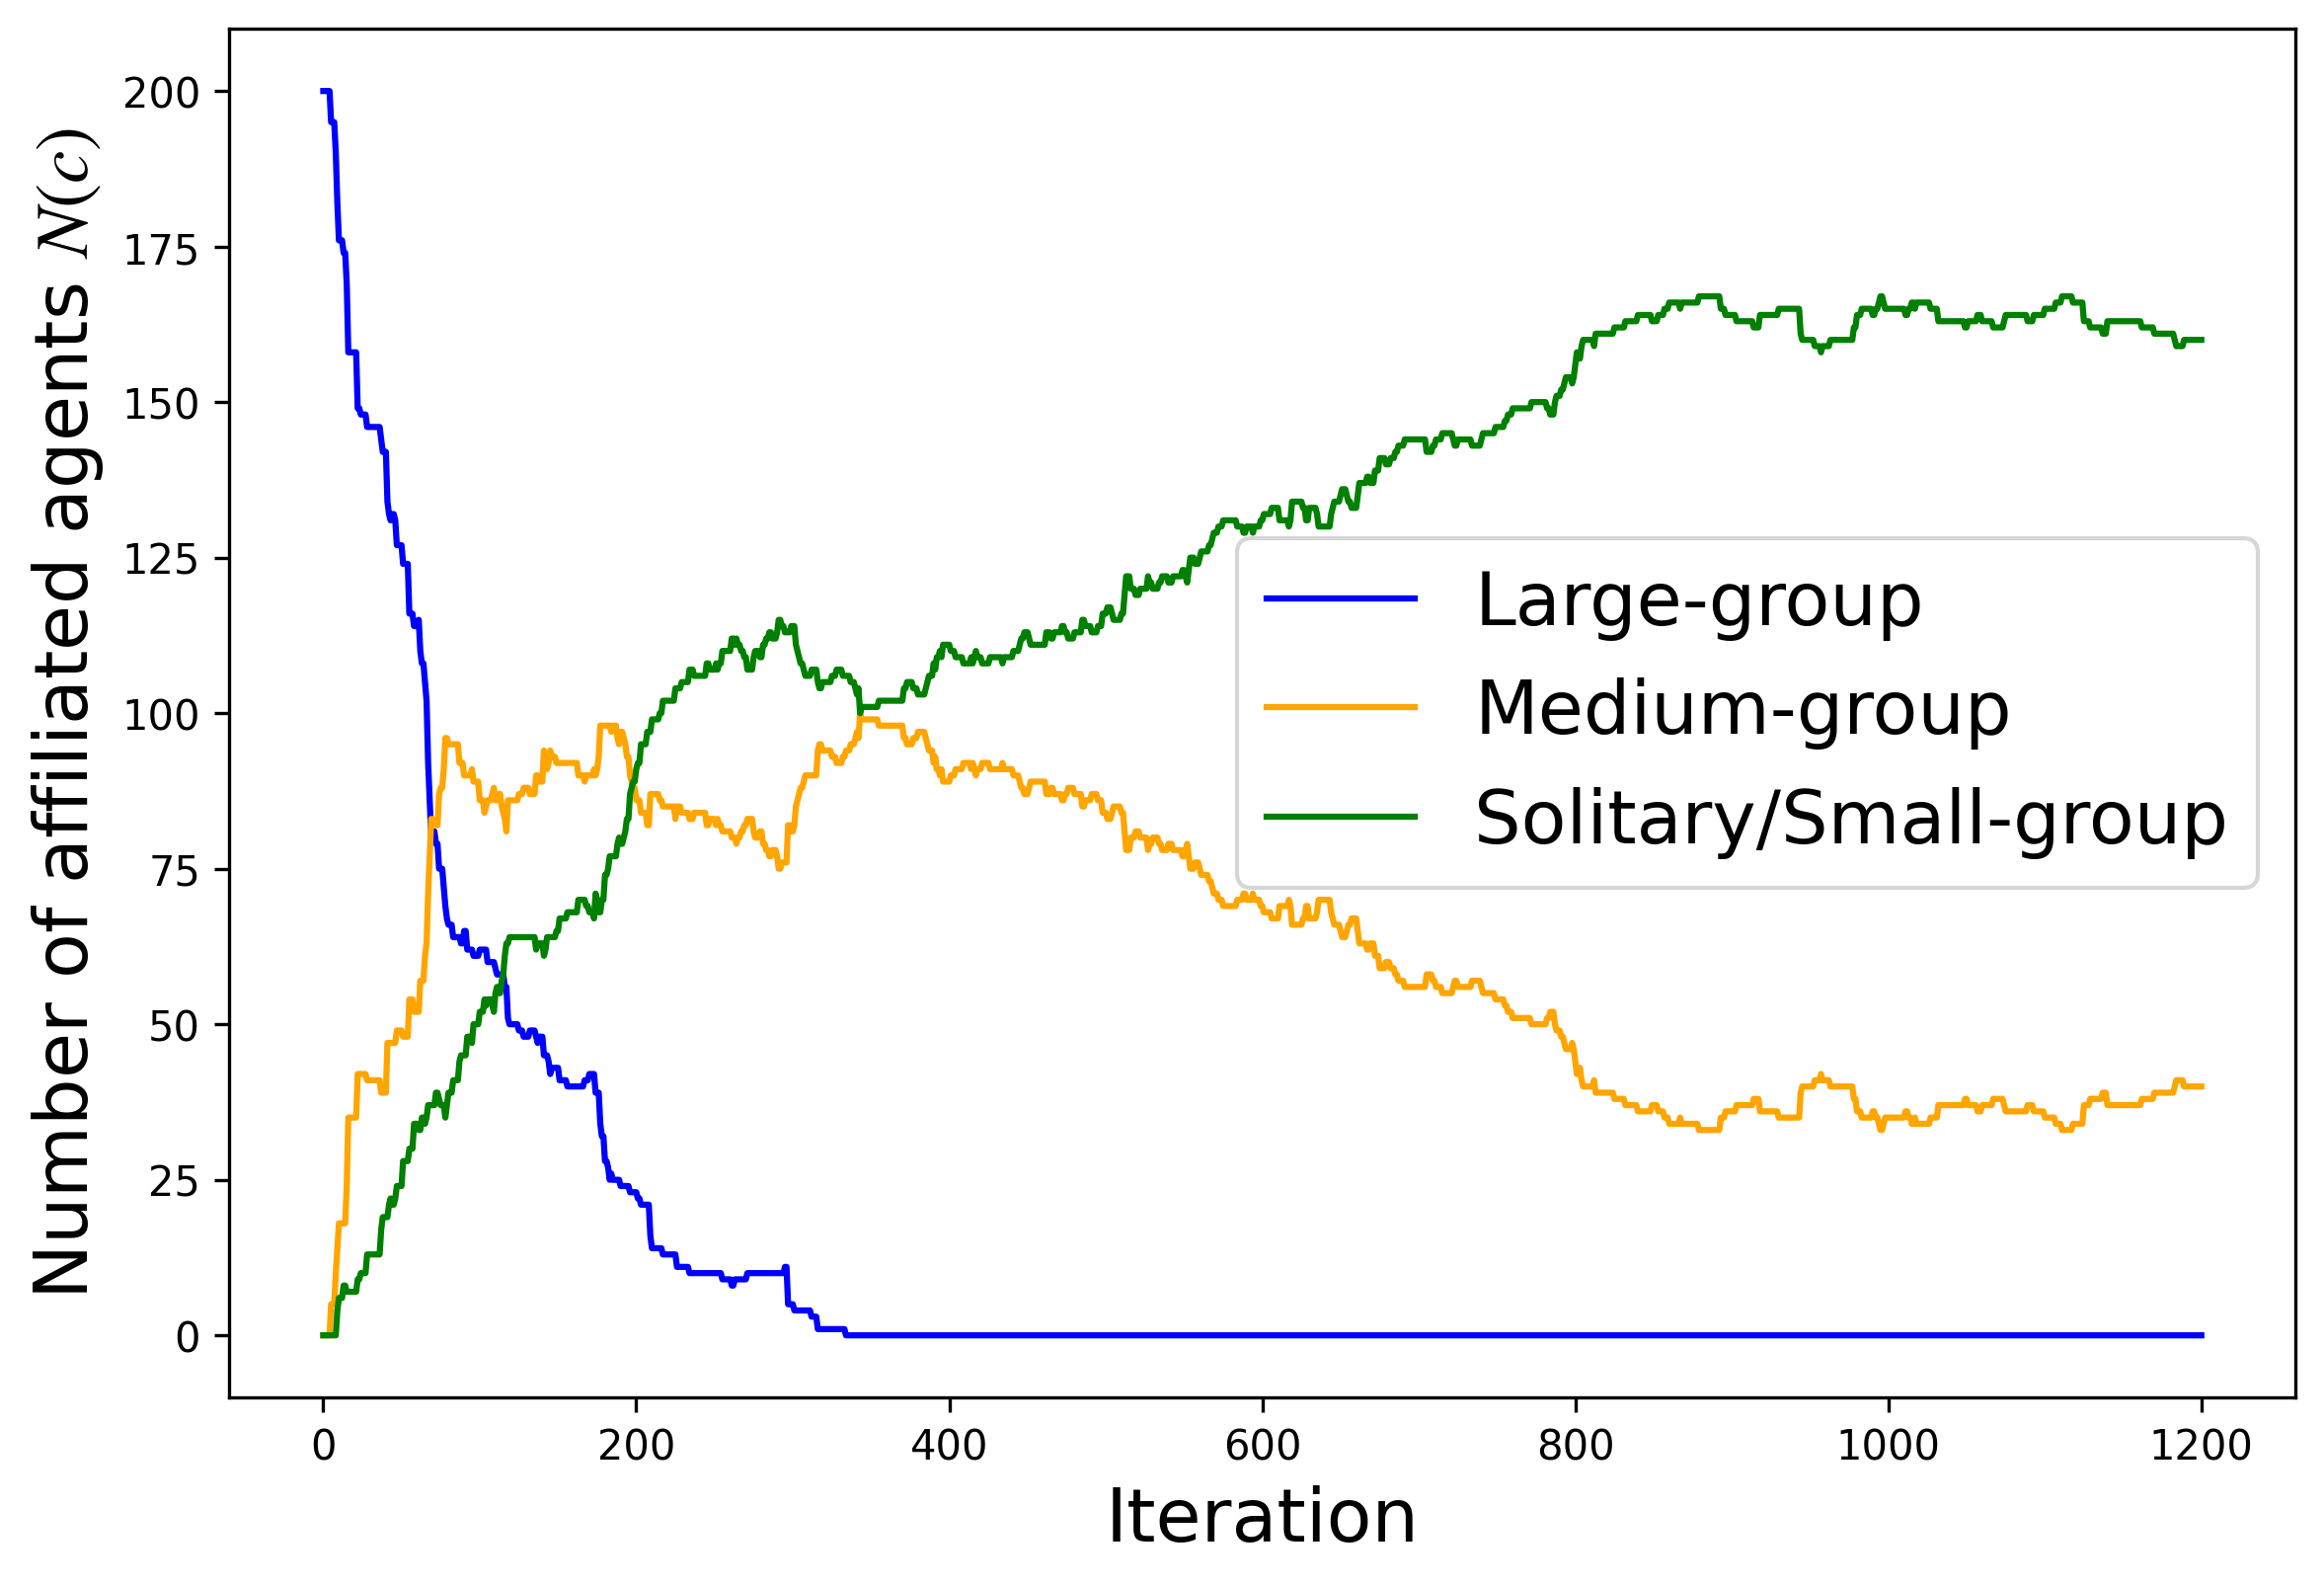 Number of affiliated agents N(c)
200
175
150
125
100
75
50
25
0
Large-group
Medium-group
Solitary/Small-group
0 200 400 600 800 1000 1200
Iteration